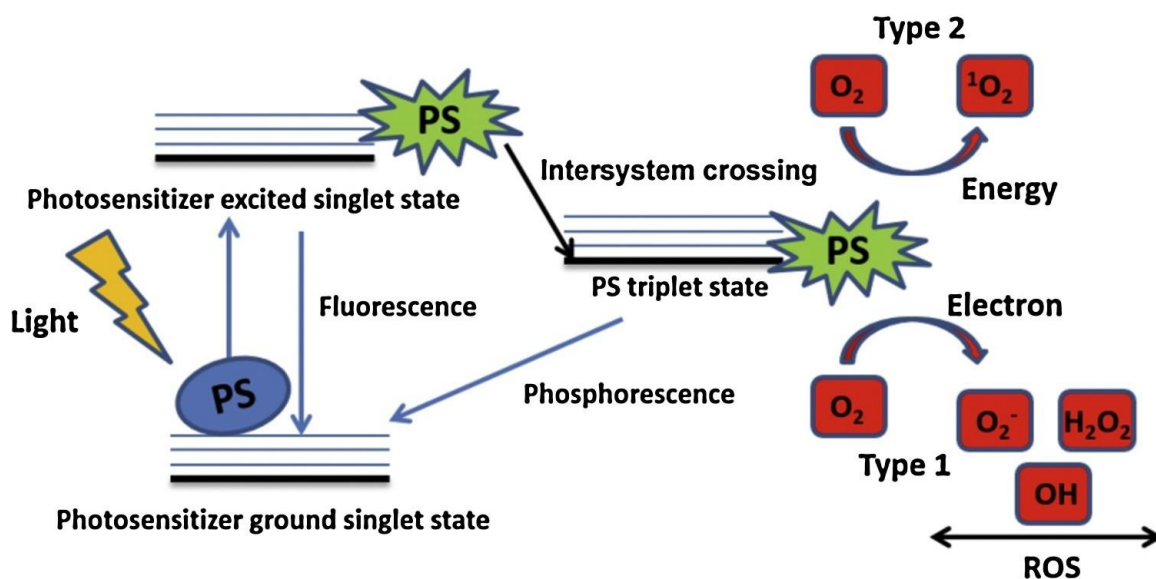 Type 2
O₂
¹O₂
PS
Intersystem crossing
Energy
Photosensitizer excited singlet state
PS
PS triplet state
Light
Fluorescence
Electron
Phosphorescence
PS
O₂
O₂⁻
H₂O₂
Type 1
OH
Photosensitizer ground singlet state
ROS